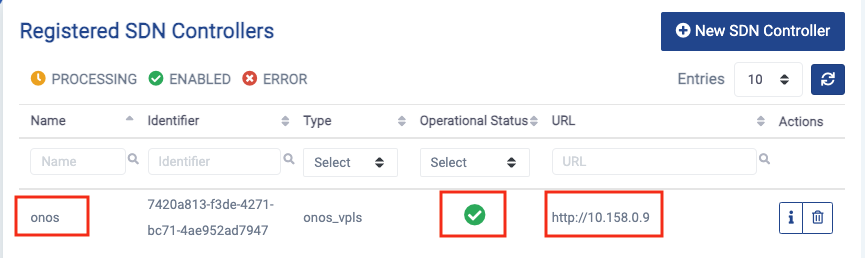 Registered SDN Controllers
New SDN Controller
PROCESSING ENABLED ERROR
Entries 10
Name Identifier Type Operational Status URL Actions
Name Identifier Select Select URL
7420a813-f3de-4271-
onos onos_vpls http://10.158.0.9
bc71-4ae952ad7947